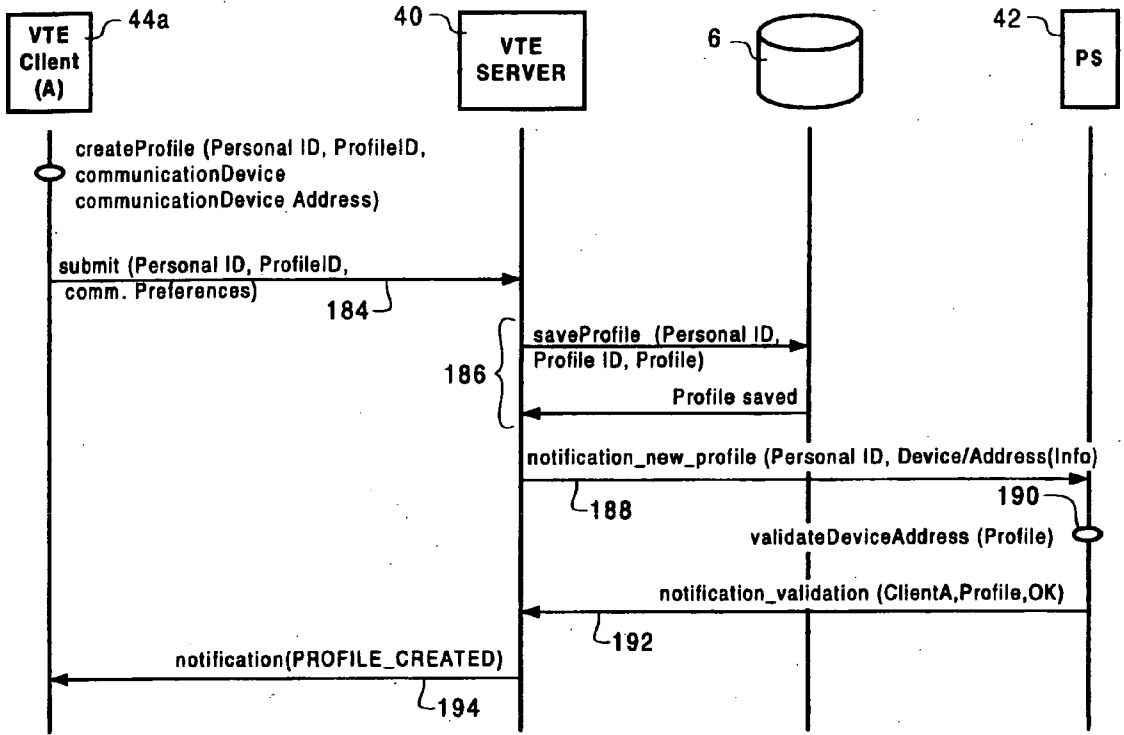 44a
40
6
42
VTE
Client
(A)
VTE
SERVER
PS
createProfile (Personal ID, ProfileID,
communicationDevice
communicationDevice Address)
submit (Personal ID, ProfileID,
comm. Preferences)
184
saveProfile (Personal ID,
Profile ID, Profile)
186
Profile saved
notification_new_profile (Personal ID, Device/Address(Info)
188
190
validateDeviceAddress (Profile)
notification_validation (ClientA,Profile,OK)
192
notification(PROFILE_CREATED)
194